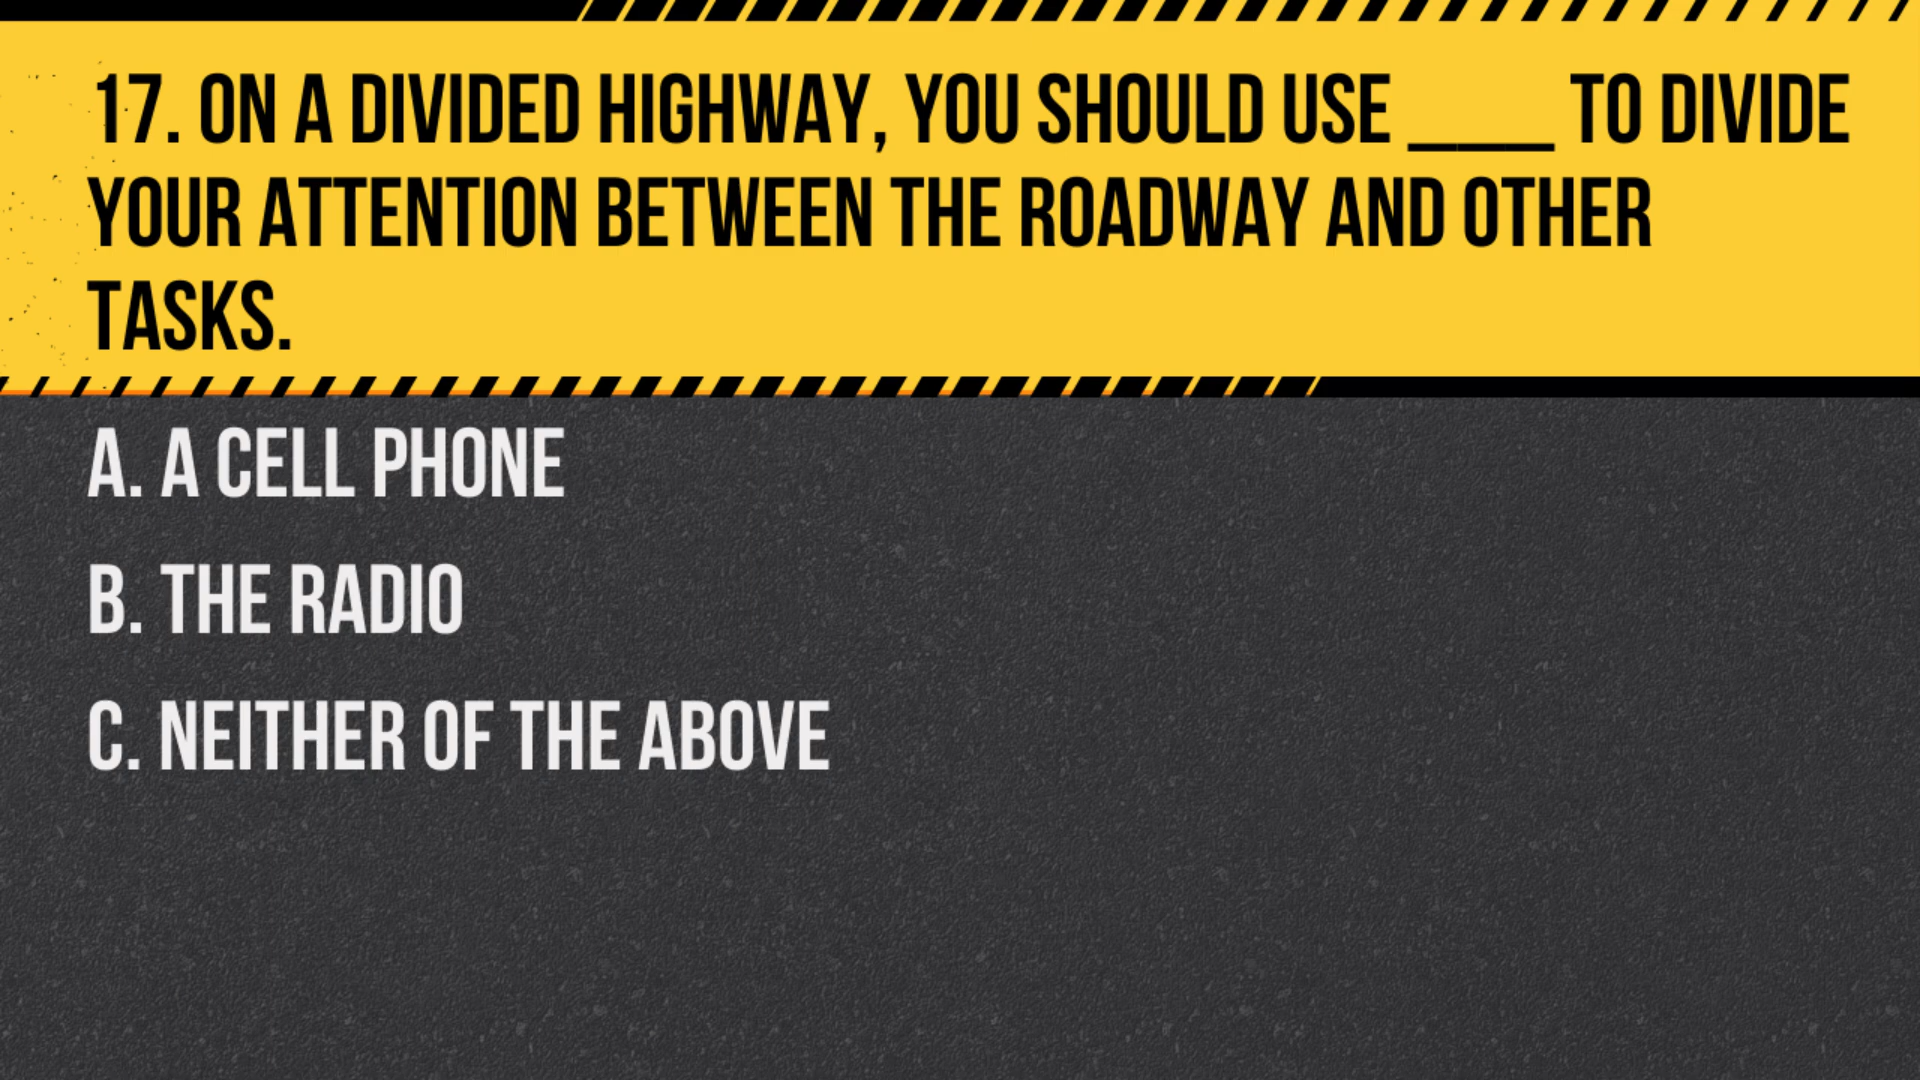 17. ON A DIVIDED HIGHWAY, YOU SHOULD USE ____ TO DIVIDE
YOUR ATTENTION BETWEEN THE ROADWAY AND OTHER
TASKS.
A. A CELL PHONE
B. THE RADIO
C. NEITHER OF THE ABOVE